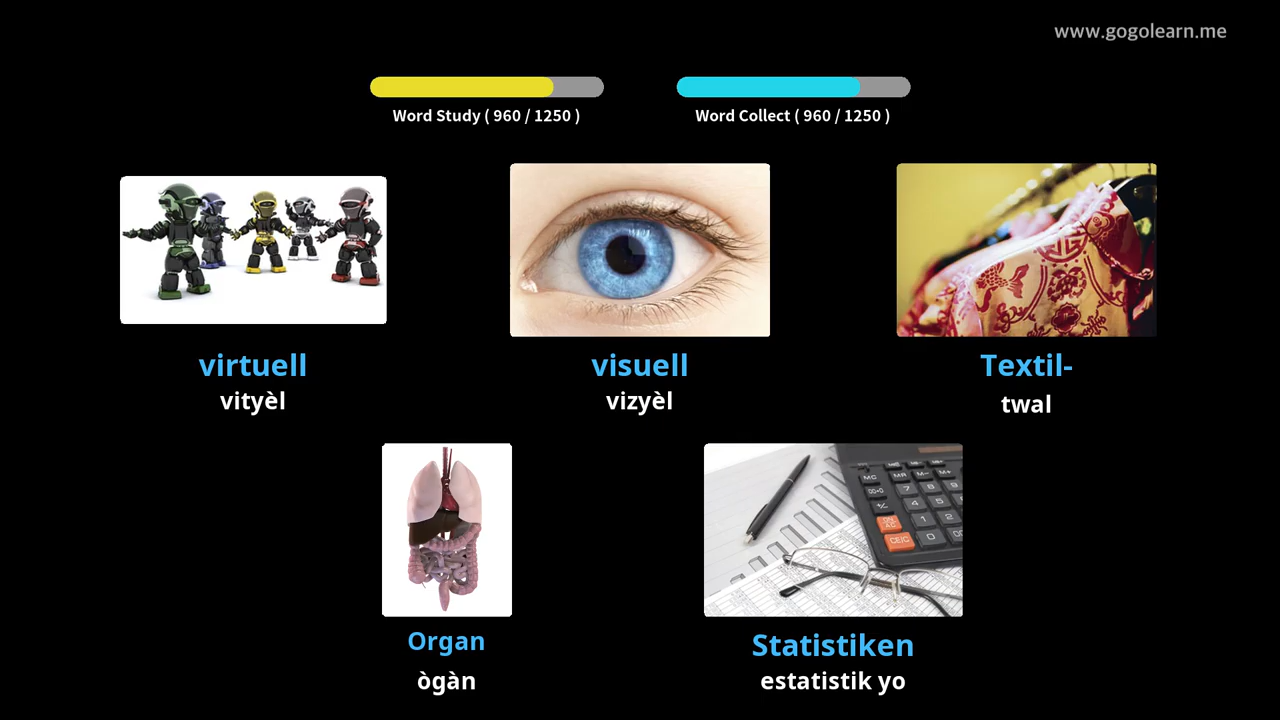 www.gogolearn.me
Word Study ( 960 / 1250 )
Word Collect ( 960 / 1250 )
virtuell
vityèl
visuell
vizyèl
Textil-
twal
Organ
ògàn
Statistiken
estatistik yo